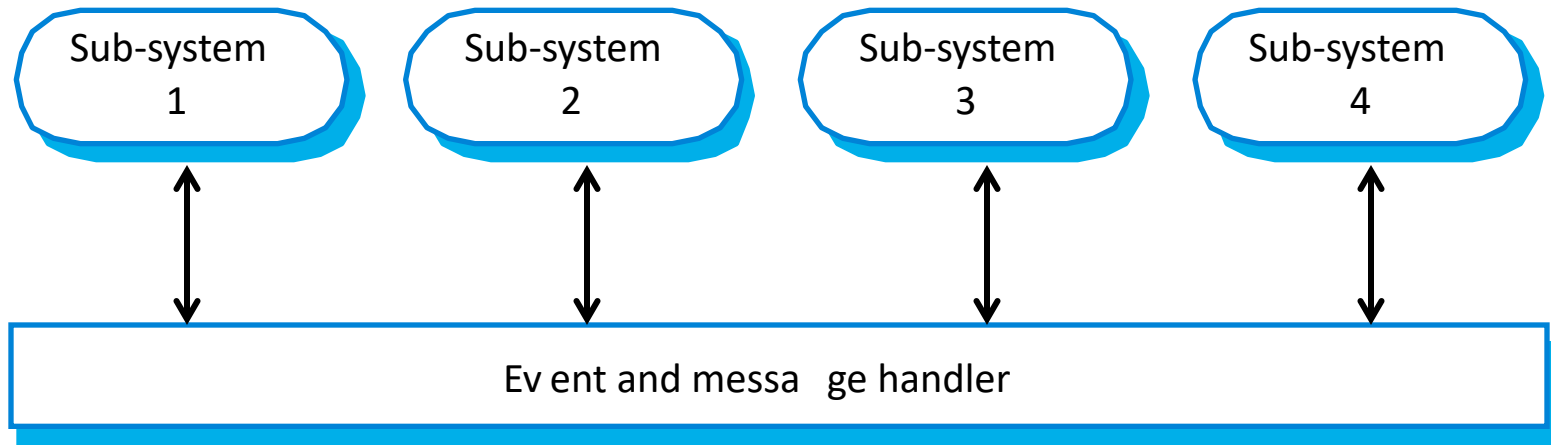 Sub-system
1
Sub-system
2
Sub-system
3
Sub-system
4
Ev ent and messa ge handler